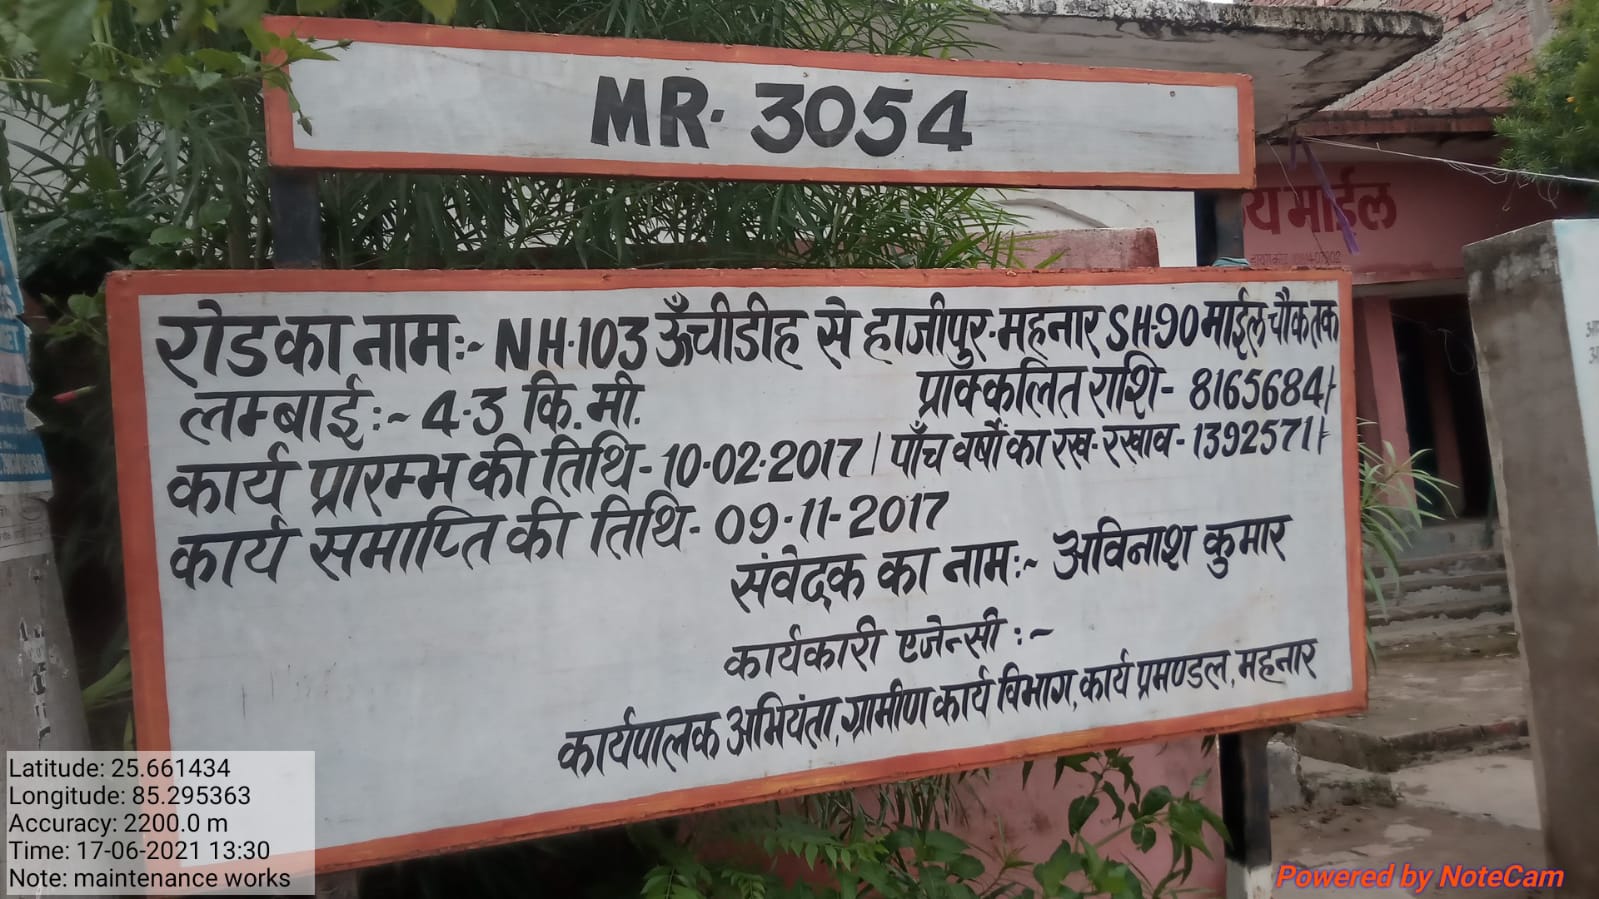 MR. 3054
य माईल
रोड का नाम:- NH-103 ऊँचीडीह से हाजीपुर-महनार SH-90 माईल चौक तक
लम्बाई:- 4.3 कि.मी.
प्राक्कलित राशि- 8165684/-
कार्य प्रारम्भ की तिथि- 10-02-2017 / पाँच वर्षों का रख-रखाव- 1392571/-
कार्य समाप्ति की तिथि- 09-11-2017
संवेदक का नाम:- अविनाश कुमार
कार्यकारी एजेन्सी:-
कार्यपालक अभियंता, ग्रामीण कार्य विभाग, कार्य प्रमण्डल, महनार
Latitude: 25.661434
Longitude: 85.295363
Accuracy: 2200.0 m
Time: 17-06-2021 13:30
Note: maintenance works
Powered by NoteCam